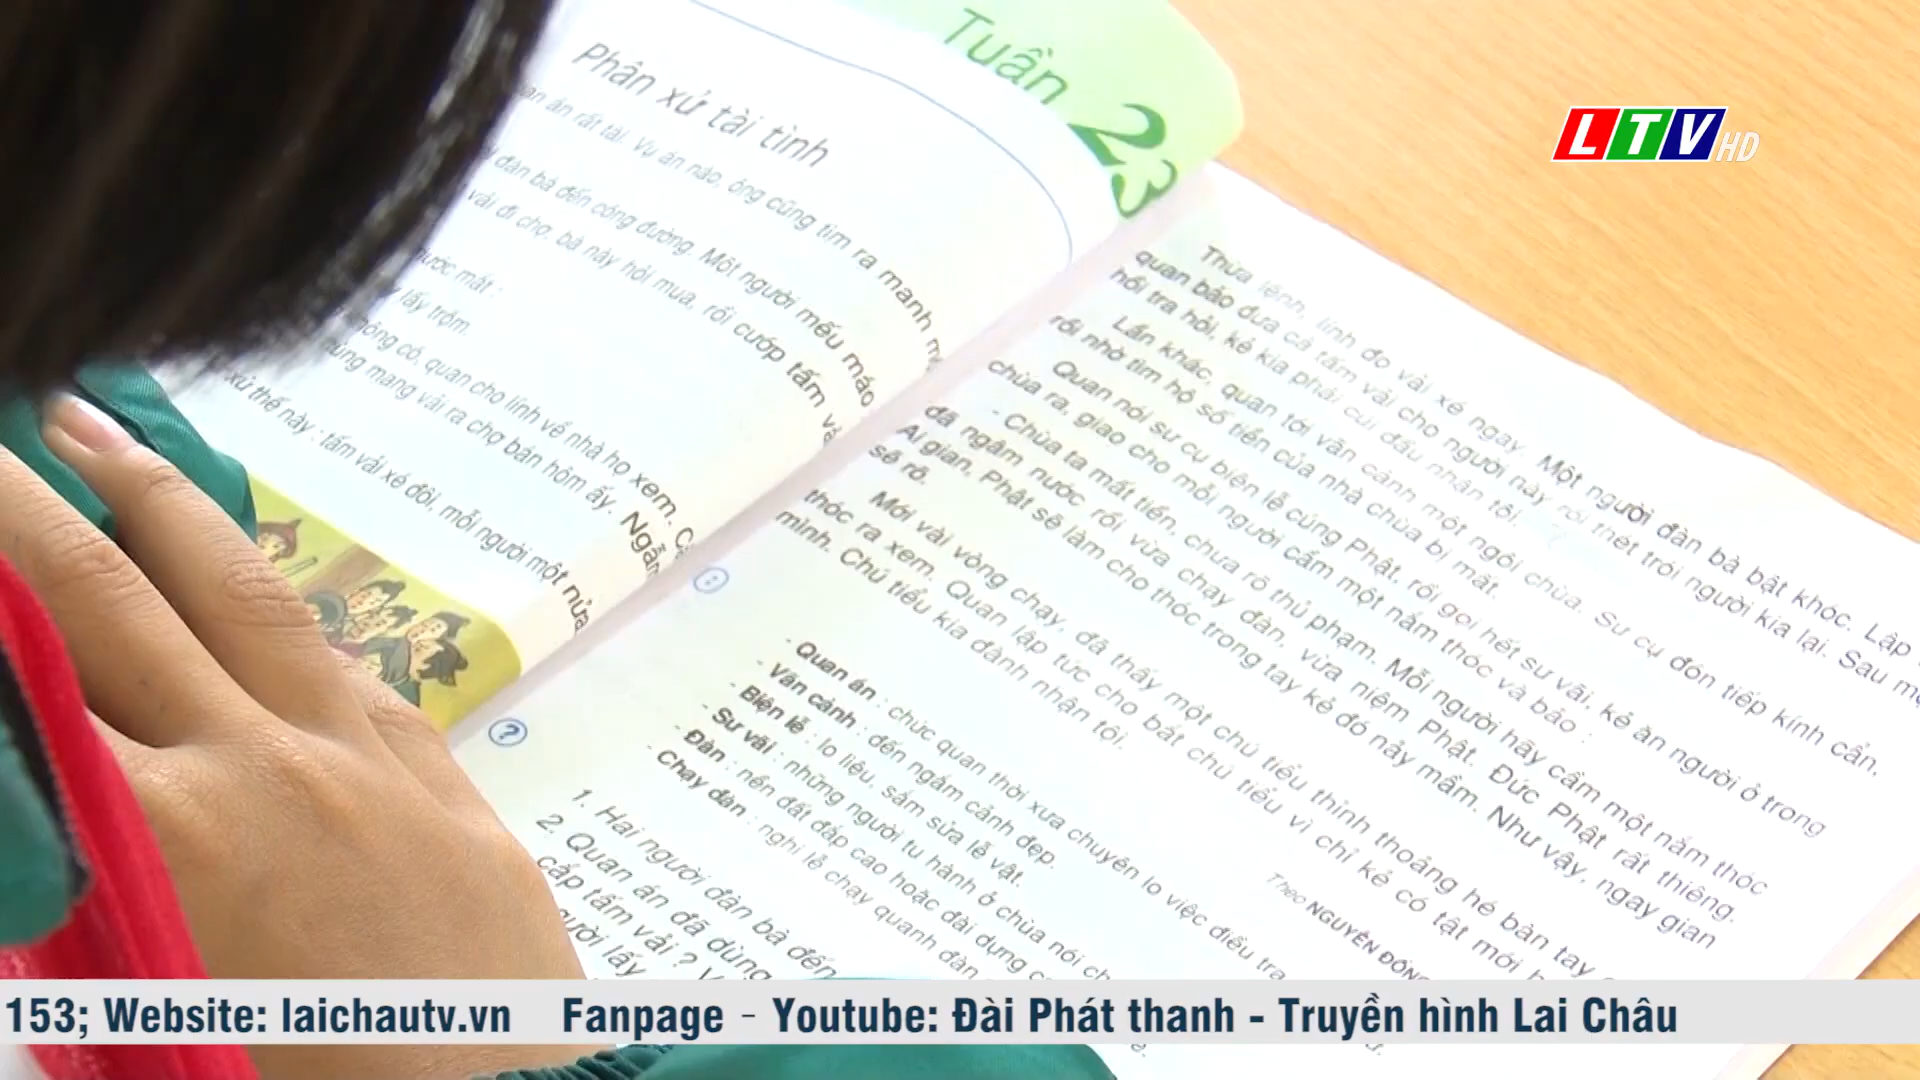 Tuần 23
LTV HD
Phân xử tài tình
án rất tài. Vụ án nào, ông cũng tìm ra manh
đàn bà đến công đường. Một người mếu máo
vải đi chợ, bà này hỏi mua, rồi cướp tấm
nước mắt :
lấy trộm.
không có, quan cho lính về nhà họ xem.
cũng mang vải ra chợ bán hôm ấy. Ngẫm
xử thế này : tấm vải xé đôi, mỗi người một nửa
Thừa lệnh, lính đo vải xé ngay. Một người đàn bà bật khóc. Lập
quan bảo đưa cả tấm vải cho người này rồi thét trói người kia lại. Sau
hồi tra hỏi, kẻ kia phải cúi đầu nhận tội.
Lần khác, quan tới vãn cảnh một ngôi chùa. Sư cụ đón tiếp kính cẩn,
rồi nhờ tìm hộ số tiền của nhà chùa bị mất.
Quan nói sư cụ biện lễ cúng Phật, rồi gọi hết sư vãi, kẻ ăn người ở trong
chùa ra, giao cho mỗi người cầm một nắm thóc và bảo :
- Chùa ta mất tiền, chưa rõ thủ phạm. Mỗi người hãy cầm một nắm thóc
đã ngâm nước rồi vừa chạy đàn, vừa niệm Phật. Đức Phật rất thiêng.
Ai gian, Phật sẽ làm cho thóc trong tay kẻ đó nảy mầm. Như vậy, ngay gian
sẽ rõ.
Mới vài vòng chạy, đã thấy một chú tiểu thỉnh thoảng hé bàn tay
thóc ra xem. Quan lập tức cho bắt chú tiểu vì chỉ kẻ có tật mới
mình. Chú tiểu kia đành nhận tội.
Theo NGUYỄN ĐỔNG
- Quan án : chức quan thời xưa chuyên lo việc điều tra
- Vãn cảnh : đến ngắm cảnh đẹp.
- Biện lễ : lo liệu, sắm sửa lễ vật.
- Sư vãi : những người tu hành ở chùa nói
- Đàn : nền đất đắp cao hoặc đài dựng
- Chạy đàn : nghi lễ chạy quanh đàn
?
1. Hai người đàn bà đến
2. Quan án đã dùng
cắp tấm vải ?
người lấy
153; Website: laichautv.vn Fanpage - Youtube: Đài Phát thanh - Truyền hình Lai Châu